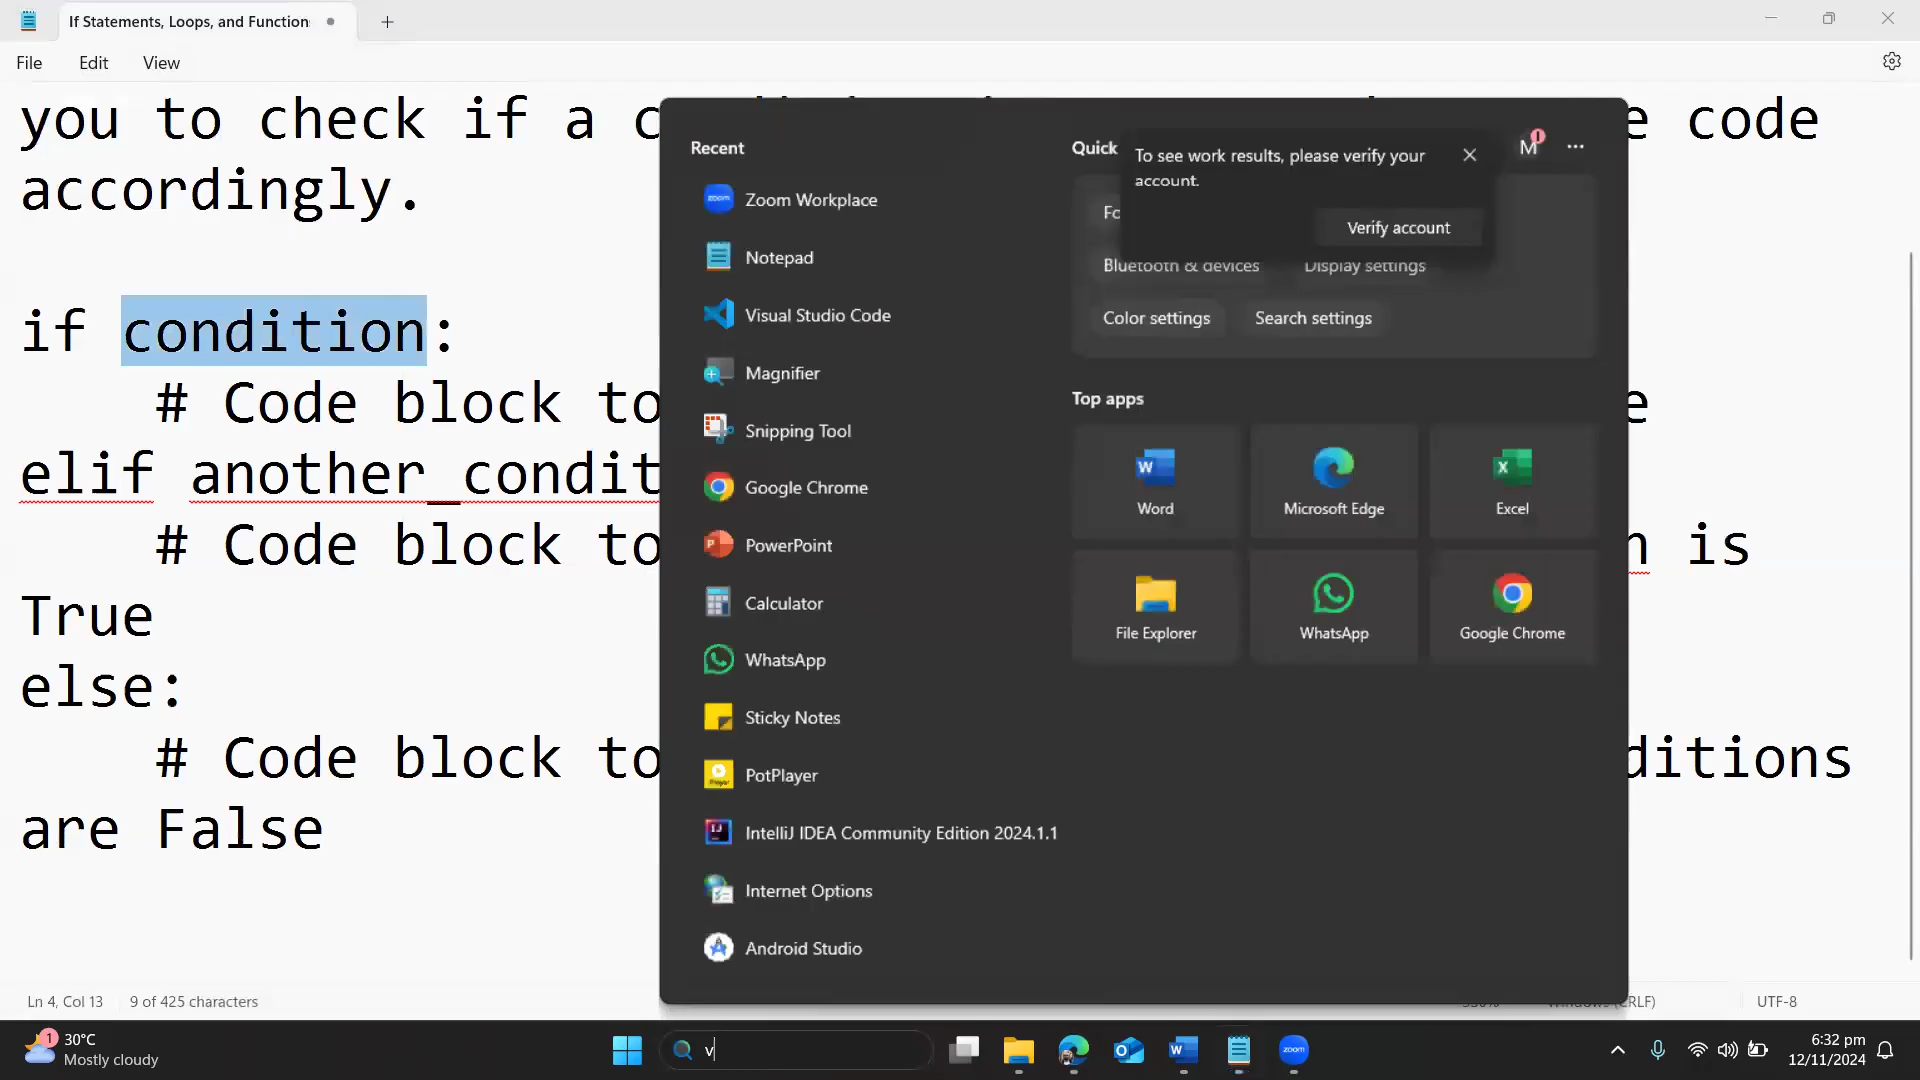 If Statements, Loops, and Function
File Edit View
you to check if a c
e code
accordingly.
if condition:
# Code block to
e
elif another_condit
# Code block to
n is
True
else:
# Code block to
ditions
are False
Recent
Zoom Workplace
Notepad
Visual Studio Code
Magnifier
Snipping Tool
Google Chrome
PowerPoint
Calculator
WhatsApp
Sticky Notes
PotPlayer
IntelliJ IDEA Community Edition 2024.1.1
Internet Options
Android Studio
Quick
M
To see work results, please verify your
account.
Verify account
Fo
Bluetooth & devices Display settings
Color settings Search settings
Top apps
Word Microsoft Edge Excel
File Explorer WhatsApp Google Chrome
Ln 4, Col 13 9 of 425 characters
UTF-8
30°C
Mostly cloudy
v
6:32 pm
12/11/2024